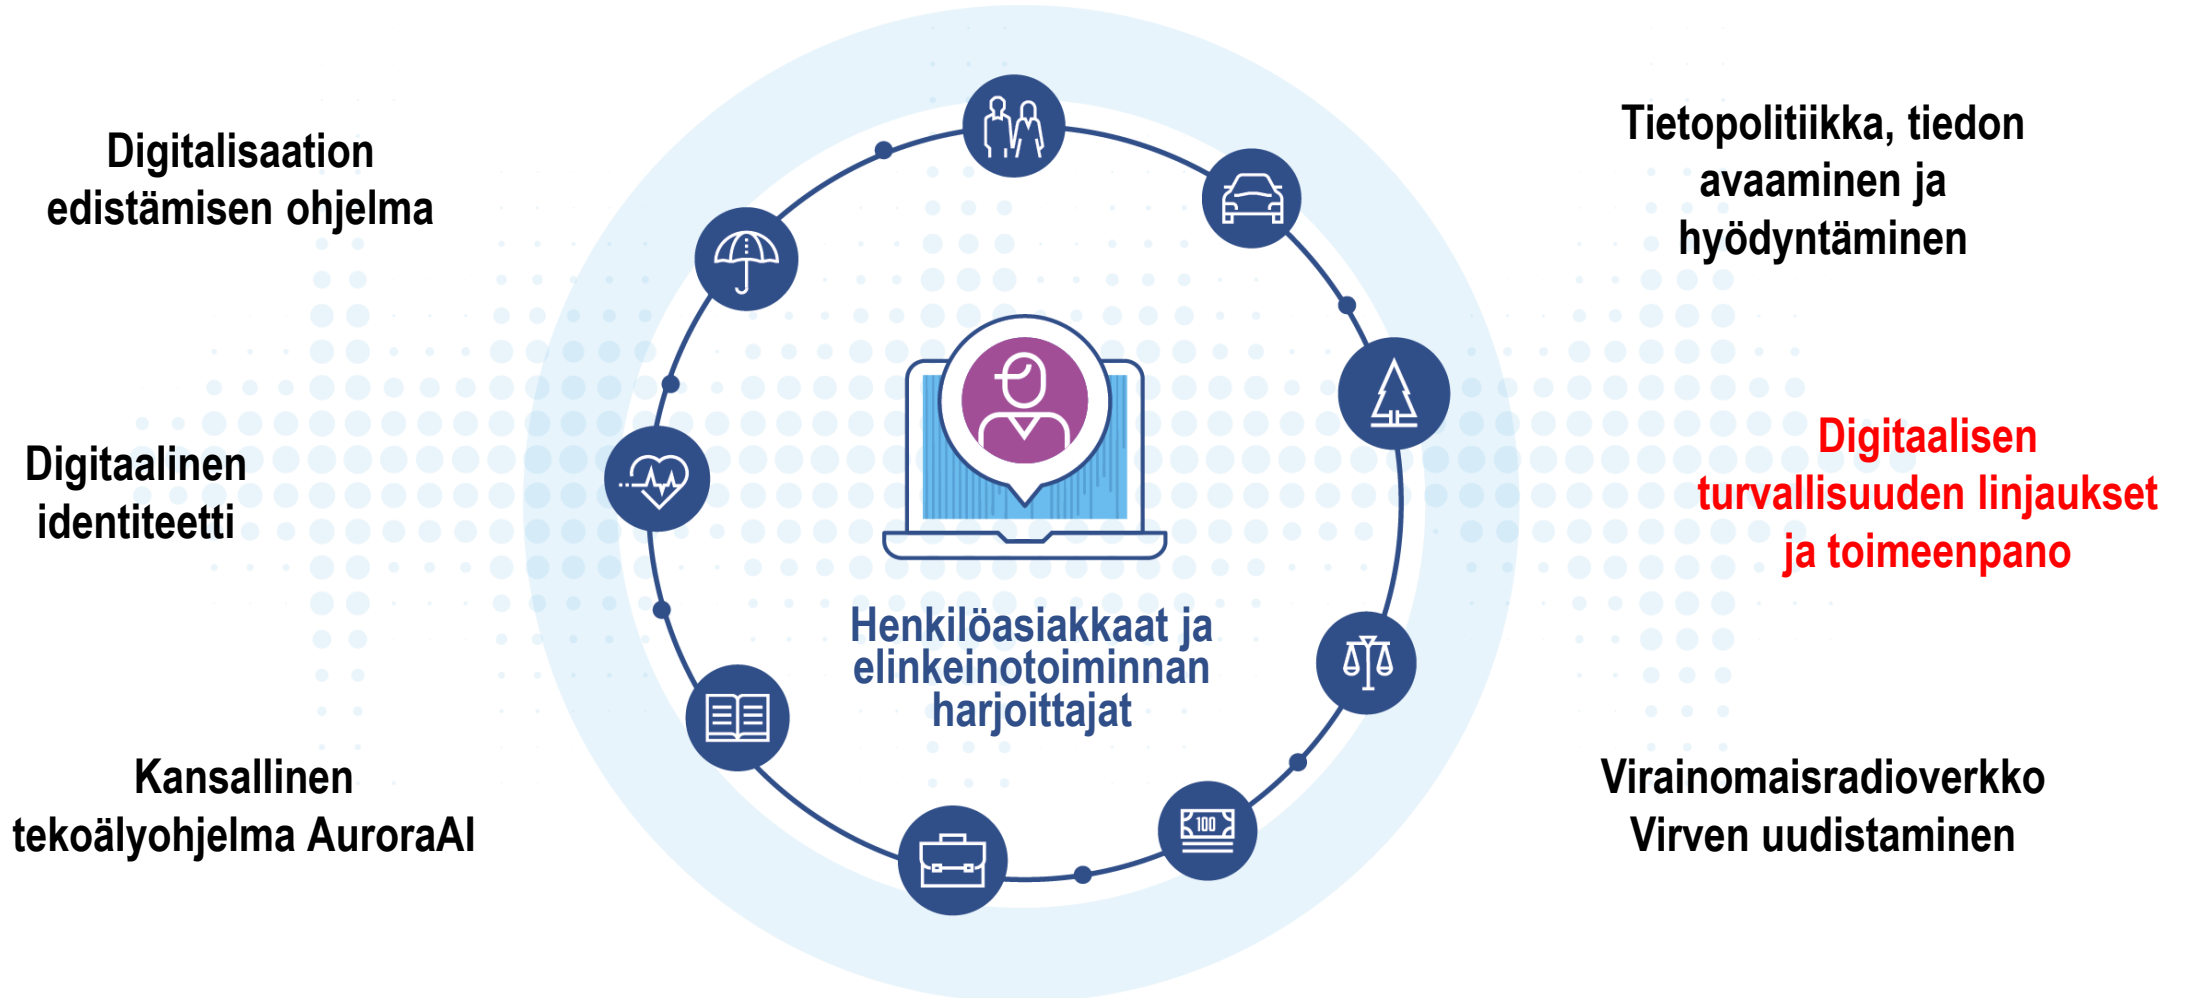 Digitalisaation
edistämisen ohjelma
Digitaalinen
identiteetti
Kansallinen
tekoälyohjelma AuroraAI
Henkilöasiakkaat ja
elinkeinotoiminnan
harjoittajat
100
Tietopolitiikka, tiedon
avaaminen ja
hyödyntäminen
Digitaalisen
turvallisuuden linjaukset
ja toimeenpano
Virainomaisradioverkko
Virven uudistaminen